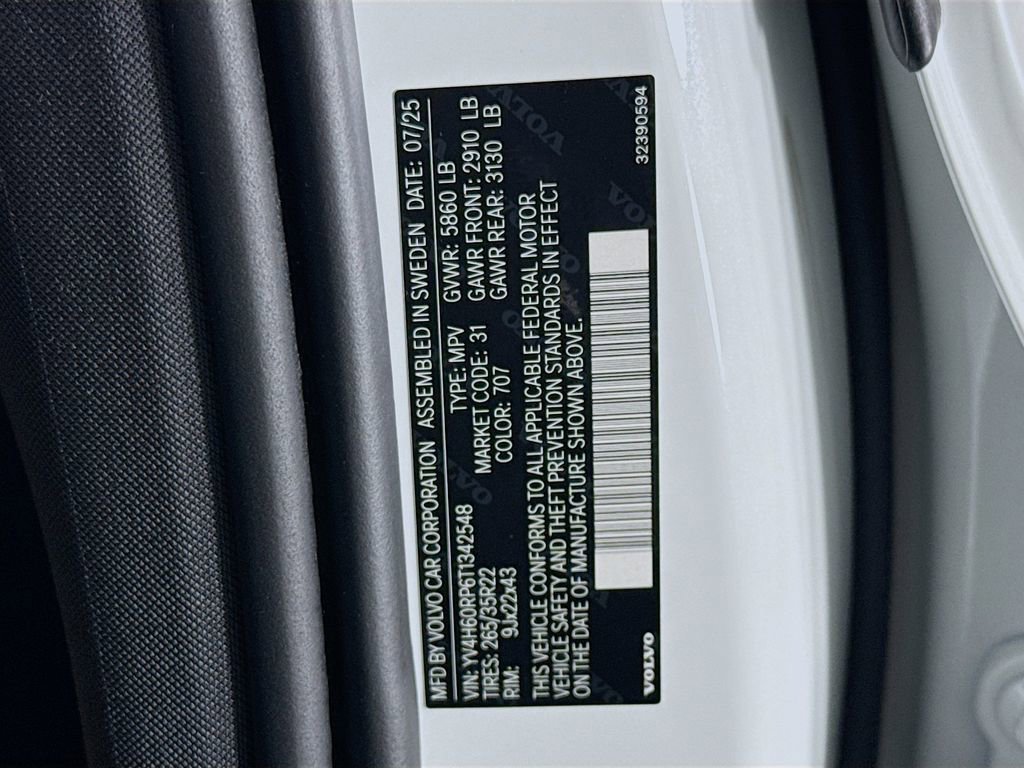 MFD BY VOLVO CAR CORPORATION ASSEMBLED IN SWEDEN DATE: 07/25
VIN: YV4H60RP6T1342548 TYPE: MPV GVWR: 5860 LB
TIRES: 265/35R22 MARKET CODE: 31 GAWR FRONT: 2910 LB
RIM: 9Jx22x43 COLOR: 707 GAWR REAR: 3130 LB
THIS VEHICLE CONFORMS TO ALL APPLICABLE FEDERAL MOTOR
VEHICLE SAFETY AND THEFT PREVENTION STANDARDS IN EFFECT
ON THE DATE OF MANUFACTURE SHOWN ABOVE.
VOLVO 32390594